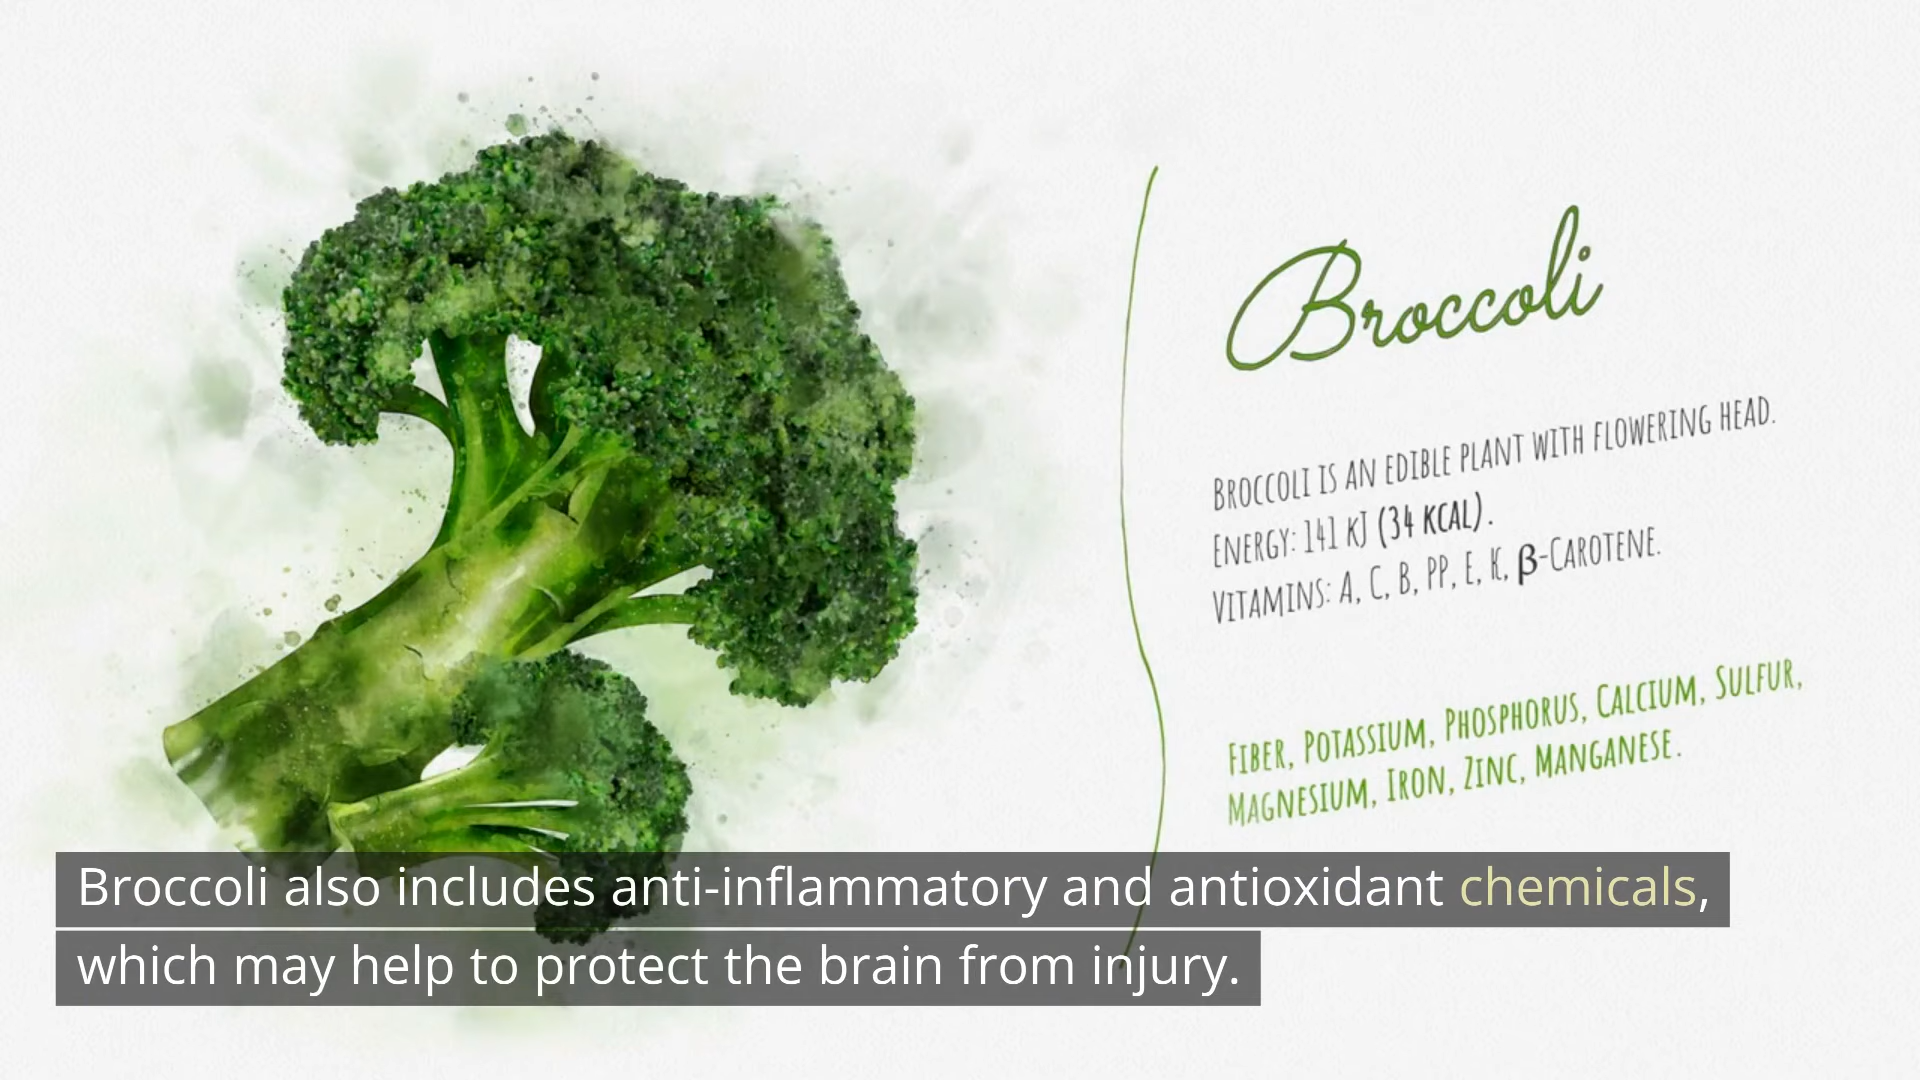 Broccoli
Broccoli is an edible plant with flowering head.
Energy: 141 kJ (34 kcal).
Vitamins: A, C, B, PP, E, K, β-Carotene.
Fiber, Potassium, Phosphorus, Calcium, Sulfur,
Magnesium, Iron, Zinc, Manganese.
Broccoli also includes anti-inflammatory and antioxidant chemicals,
which may help to protect the brain from injury.